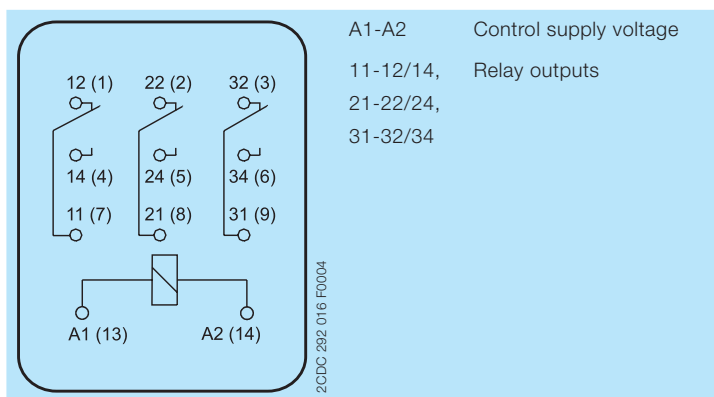 A1-A2 Control supply voltage
11-12/14, Relay outputs
21-22/24,
31-32/34
12 (1) 22 (2) 32 (3)
14 (4) 24 (5) 34 (6)
11 (7) 21 (8) 31 (9)
A1 (13) A2 (14)
2CDC 292 016 F0004